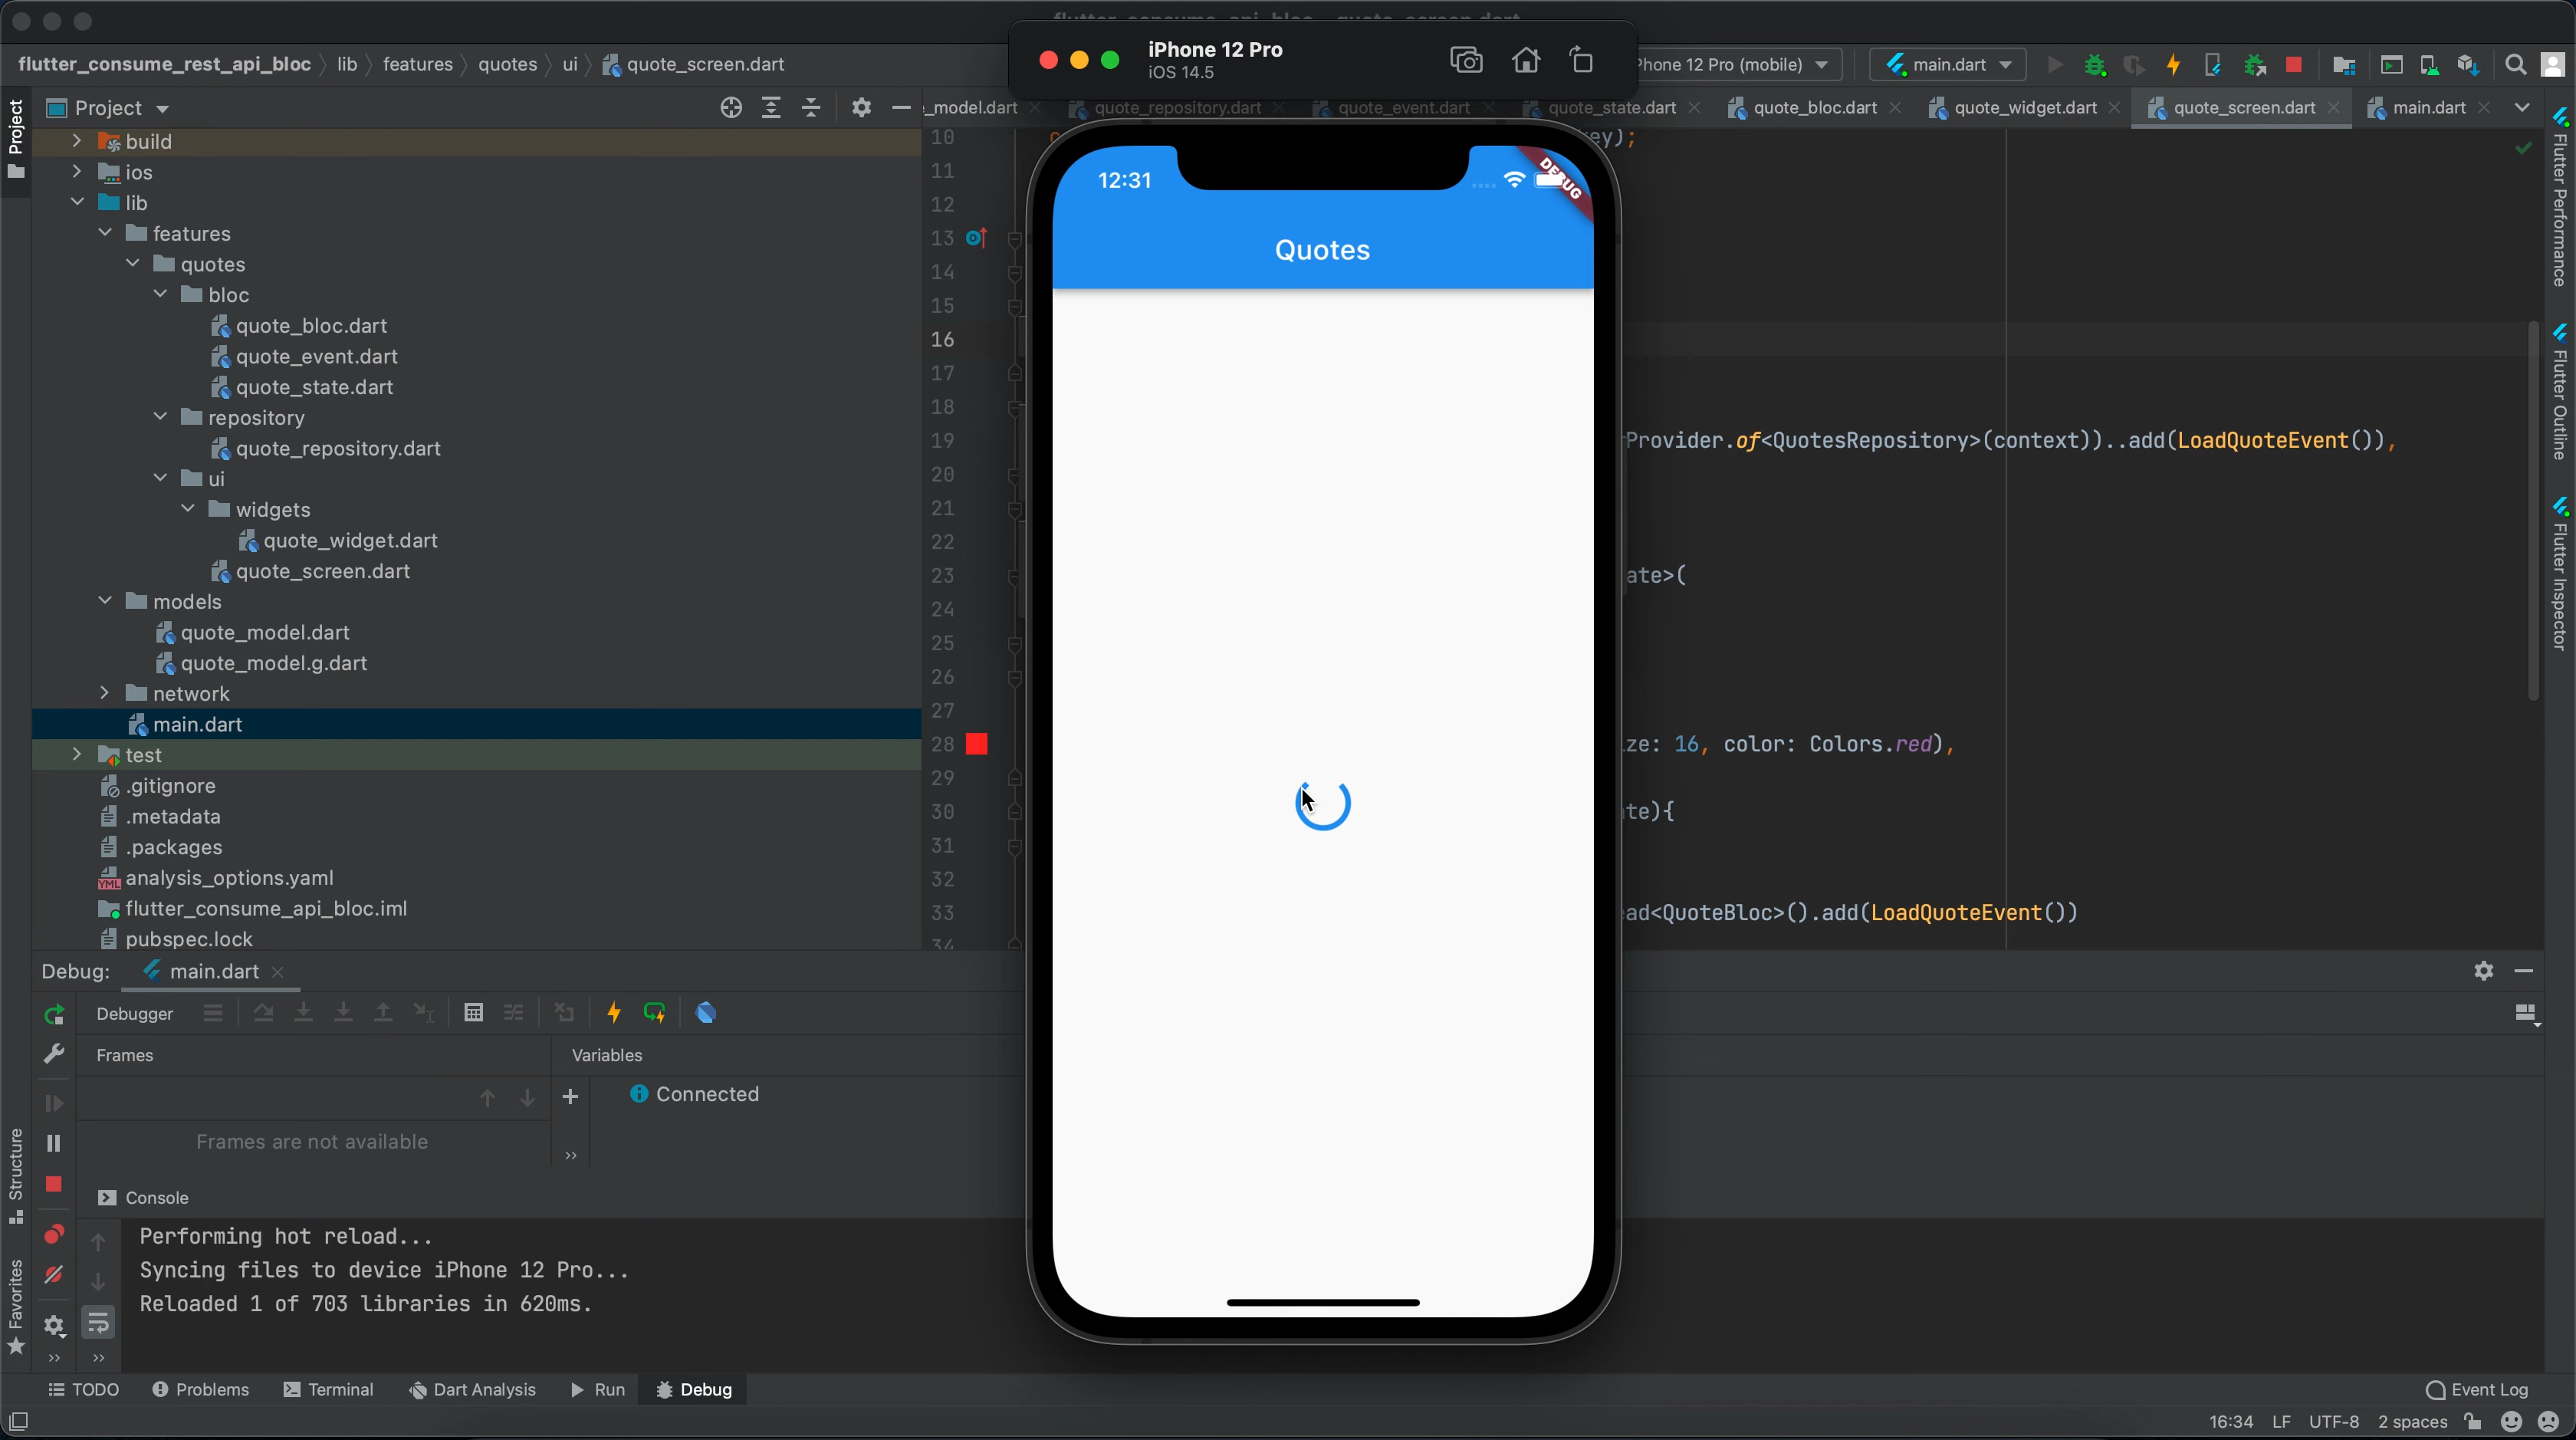 flutter_consume_rest_api_bloc
lib
features
quotes
ui
quote_screen.dart
iPhone 12 Pro
iOS 14.5
hone 12 Pro (mobile)
main.dart
Project
_model.dart
quote_repository.dart
quote_event.dart
quote_state.dart
quote_bloc.dart
quote_widget.dart
quote_screen.dart
main.dart
Project
build
ios
lib
features
quotes
bloc
quote_bloc.dart
quote_event.dart
quote_state.dart
repository
quote_repository.dart
ui
widgets
quote_widget.dart
quote_screen.dart
models
quote_model.dart
quote_model.g.dart
network
main.dart
test
.gitignore
.metadata
.packages
YML analysis_options.yaml
flutter_consume_api_bloc.iml
pubspec.lock
10
11
12
13
14
15
16
17
18
19
20
21
22
23
24
25
26
27
28
29
30
31
32
33
34
ey);
Provider.of<QuotesRepository>(context))..add(LoadQuoteEvent()),
ate>(
ze: 16, color: Colors.red),
te){
ad<QuoteBloc>().add(LoadQuoteEvent())
12:31
DEBUG
Quotes
Flutter Performance
Flutter Outline
Flutter Inspector
Debug:
main.dart
Debugger
Frames
Variables
Connected
Frames are not available
Console
Performing hot reload...
Syncing files to device iPhone 12 Pro...
Reloaded 1 of 703 libraries in 620ms.
Structure
Favorites
TODO
Problems
Terminal
Dart Analysis
Run
Debug
Event Log
16:34
LF
UTF-8
2 spaces